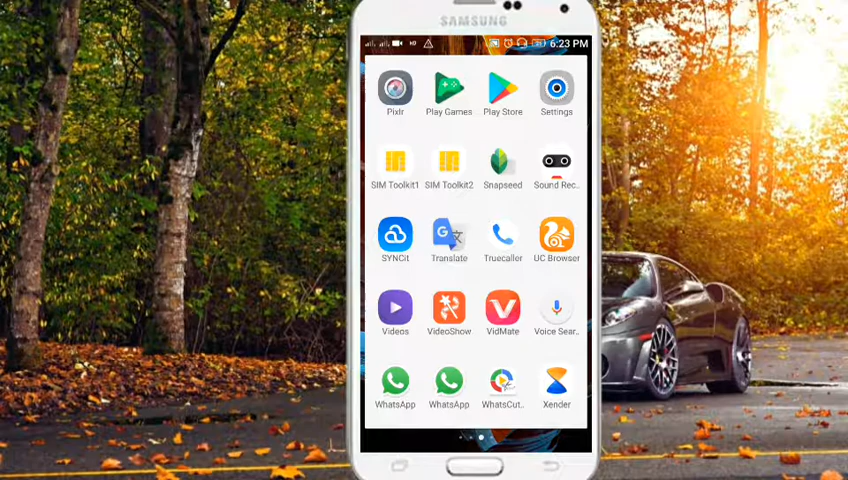 SAMSUNG
HD 6:23 PM
Pixlr Play Games Play Store Settings
SIM Toolkit1 SIM Toolkit2 Snapseed Sound Rec..
SYNCit Translate Truecaller UC Browser
Videos VideoShow VidMate Voice Sear..
WhatsApp WhatsApp WhatsCut.. Xender